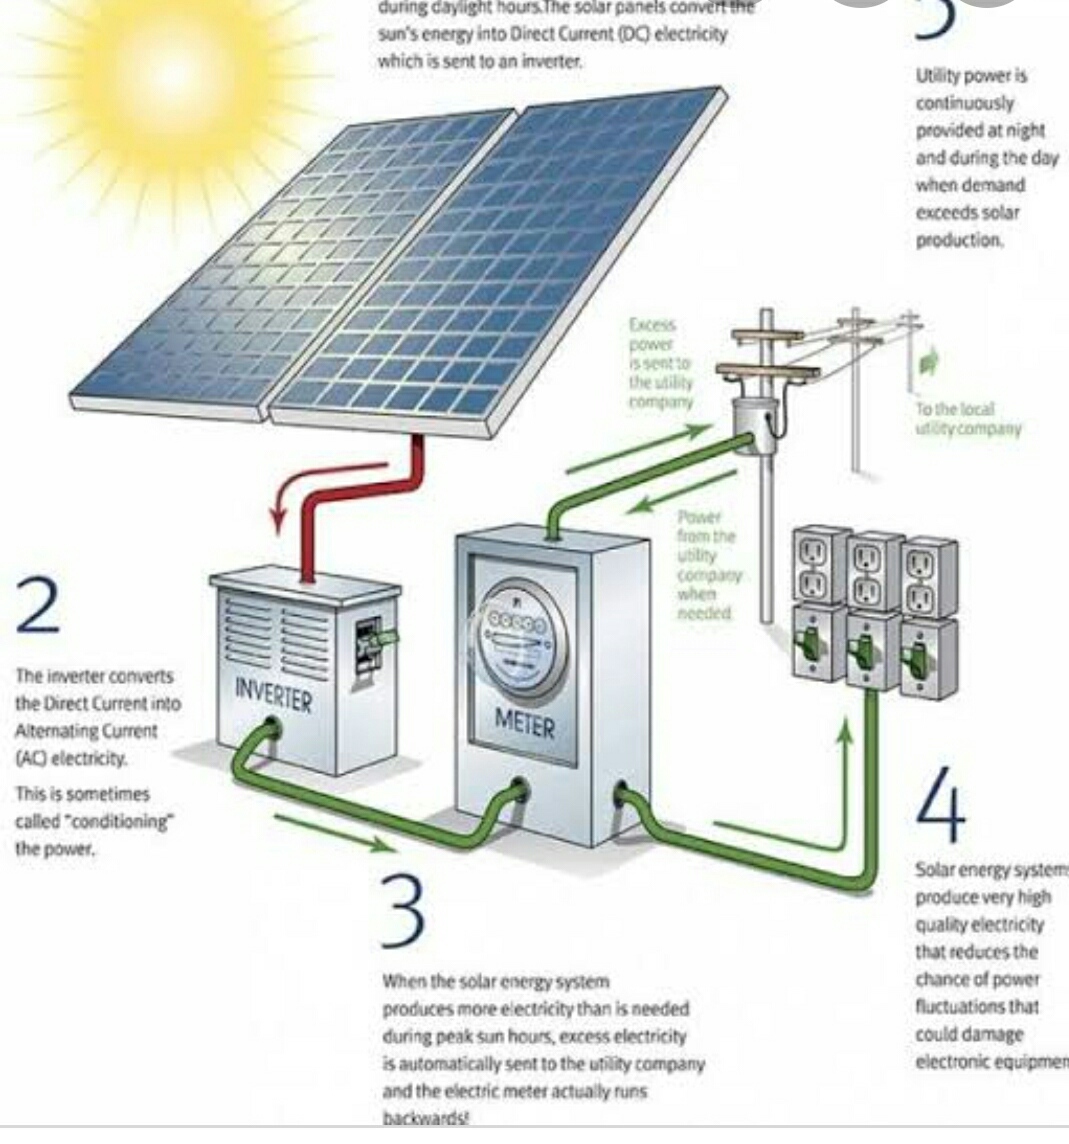 during daylight hours.The solar panels convert the
sun's energy into Direct Current (DC) electricity
which is sent to an inverter.
5
Utility power is
continuously
provided at night
and during the day
when demand
exceeds solar
production.
Excess
power
is sent to
the utility
company
To the local
utility company
Power
from the
utility
company
when
needed
2
The inverter converts
the Direct Current into
Alternating Current
(AC) electricity.
This is sometimes
called "conditioning"
the power.
INVERTER
METER
3
When the solar energy system
produces more electricity than is needed
during peak sun hours, excess electricity
is automatically sent to the utility company
and the electric meter actually runs
backwards!
4
Solar energy systems
produce very high
quality electricity
that reduces the
chance of power
fluctuations that
could damage
electronic equipmen